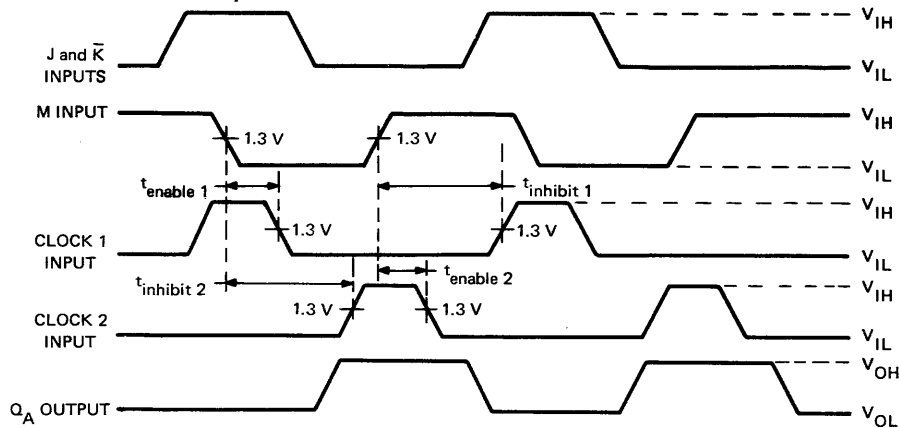 J and K̅
INPUTS
V_IH
V_IL
M INPUT
1.3 V
1.3 V
V_IH
V_IL
t_enable 1
t_inhibit 1
CLOCK 1
INPUT
1.3 V
1.3 V
V_IH
V_IL
t_inhibit 2
t_enable 2
CLOCK 2
INPUT
1.3 V
1.3 V
V_IH
V_IL
Q_A OUTPUT
V_OH
V_OL